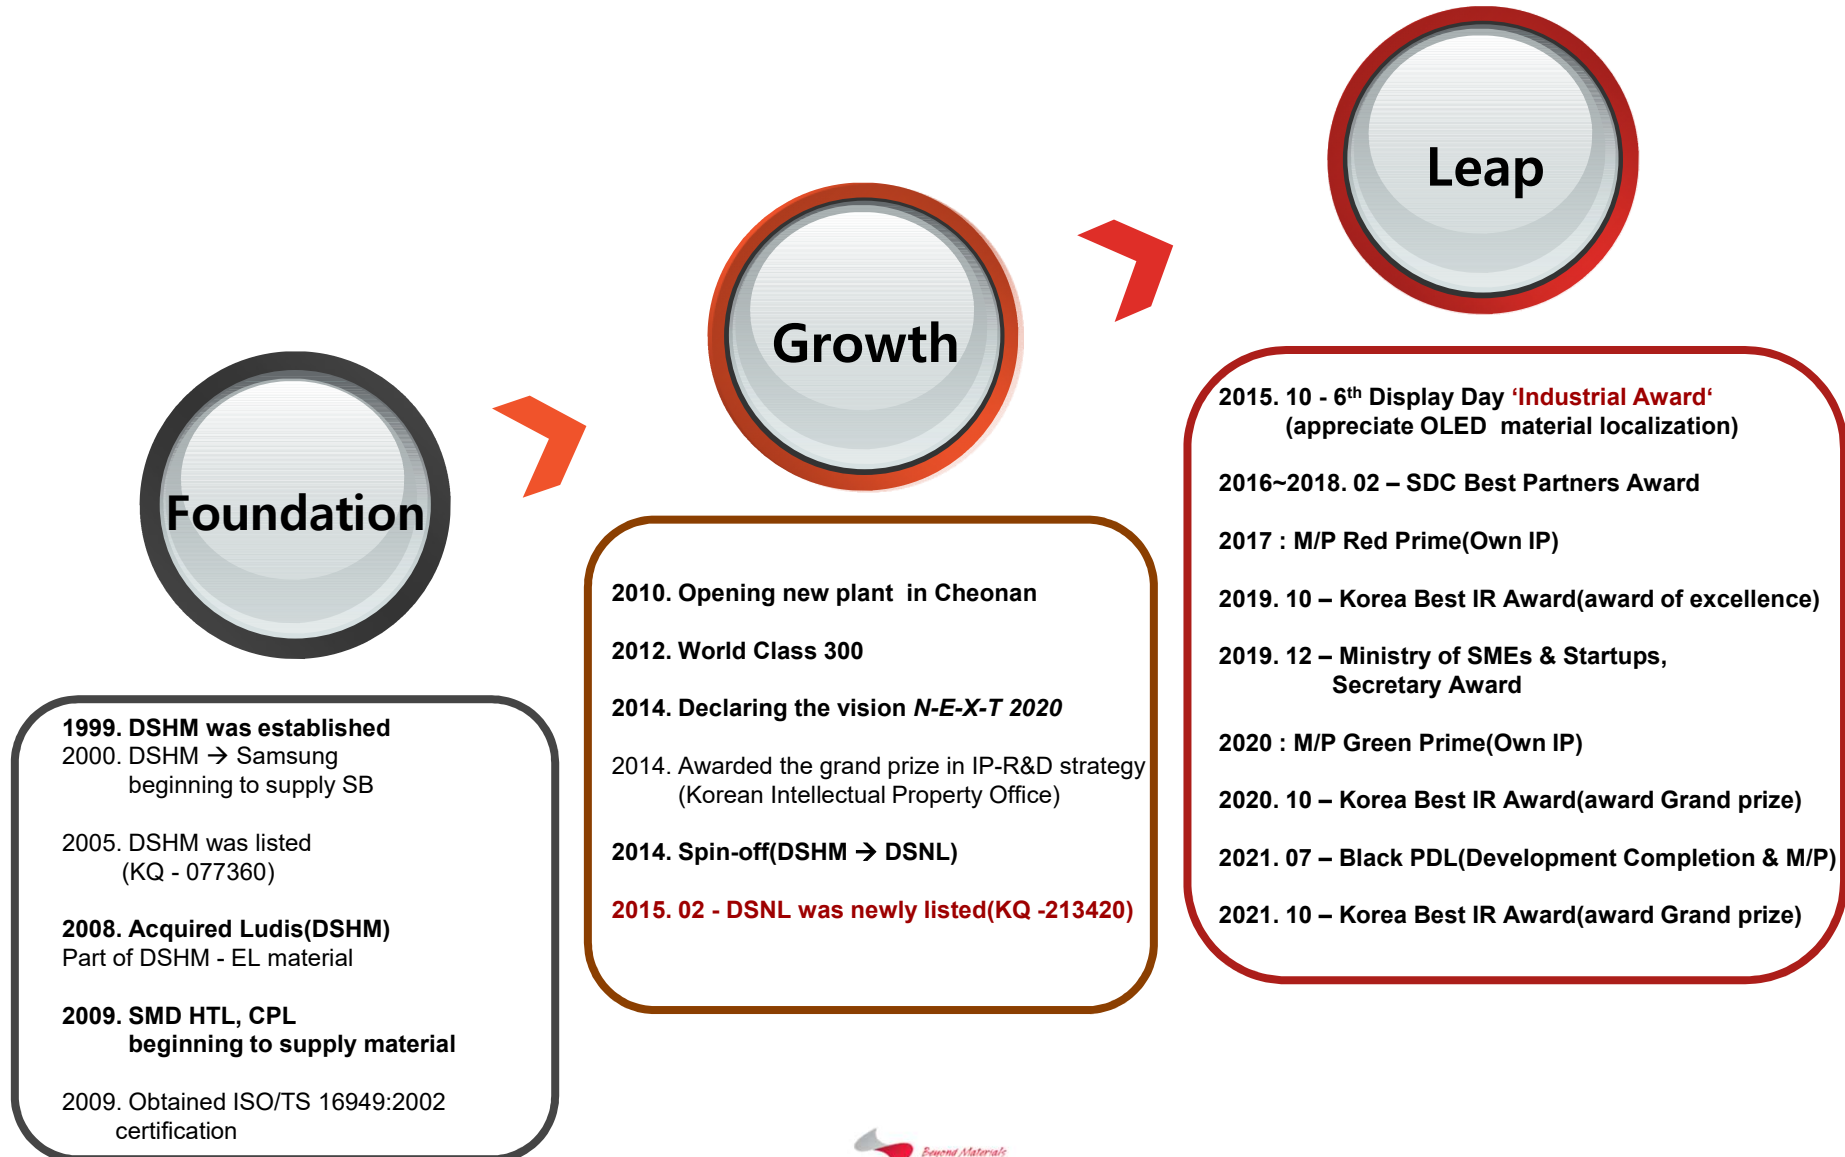 Foundation
1999. DSHM was established
2000. DSHM → Samsung
beginning to supply SB
2005. DSHM was listed
(KQ - 077360)
2008. Acquired Ludis(DSHM)
Part of DSHM - EL material
2009. SMD HTL, CPL
beginning to supply material
2009. Obtained ISO/TS 16949:2002
certification
Growth
2010. Opening new plant  in Cheonan
2012. World Class 300
2014. Declaring the vision N-E-X-T 2020
2014. Awarded the grand prize in IP-R&D strategy
(Korean Intellectual Property Office)
2014. Spin-off(DSHM → DSNL)
2015. 02 - DSNL was newly listed(KQ -213420)
Leap
2015. 10 - 6th Display Day ‘Industrial Award‘
(appreciate OLED  material localization)
2016~2018. 02 – SDC Best Partners Award
2017 : M/P Red Prime(Own IP)
2019. 10 – Korea Best IR Award(award of excellence)
2019. 12 – Ministry of SMEs & Startups,
Secretary Award
2020 : M/P Green Prime(Own IP)
2020. 10 – Korea Best IR Award(award Grand prize)
2021. 07 – Black PDL(Development Completion & M/P)
2021. 10 – Korea Best IR Award(award Grand prize)
Beyond Materials